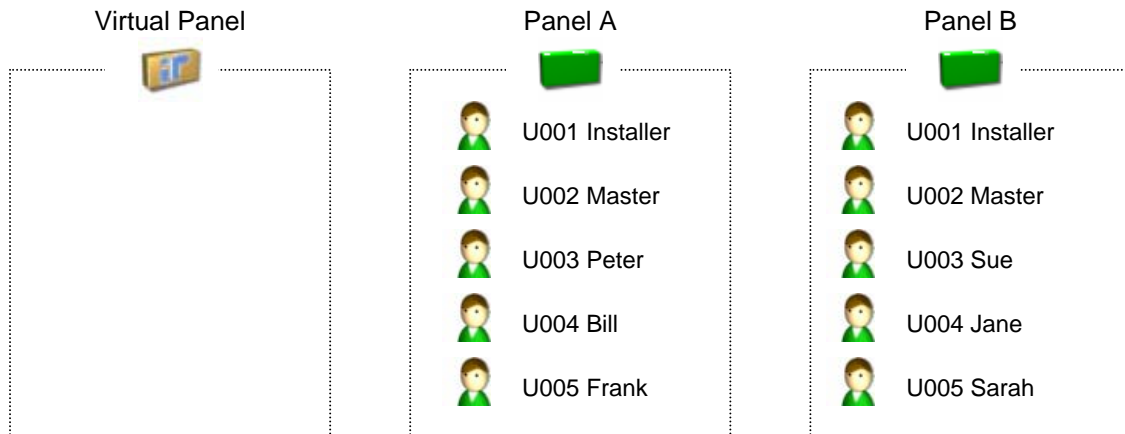 Virtual Panel
Panel A
Panel B
U001 Installer
U002 Master
U003 Peter
U004 Bill
U005 Frank
U001 Installer
U002 Master
U003 Sue
U004 Jane
U005 Sarah